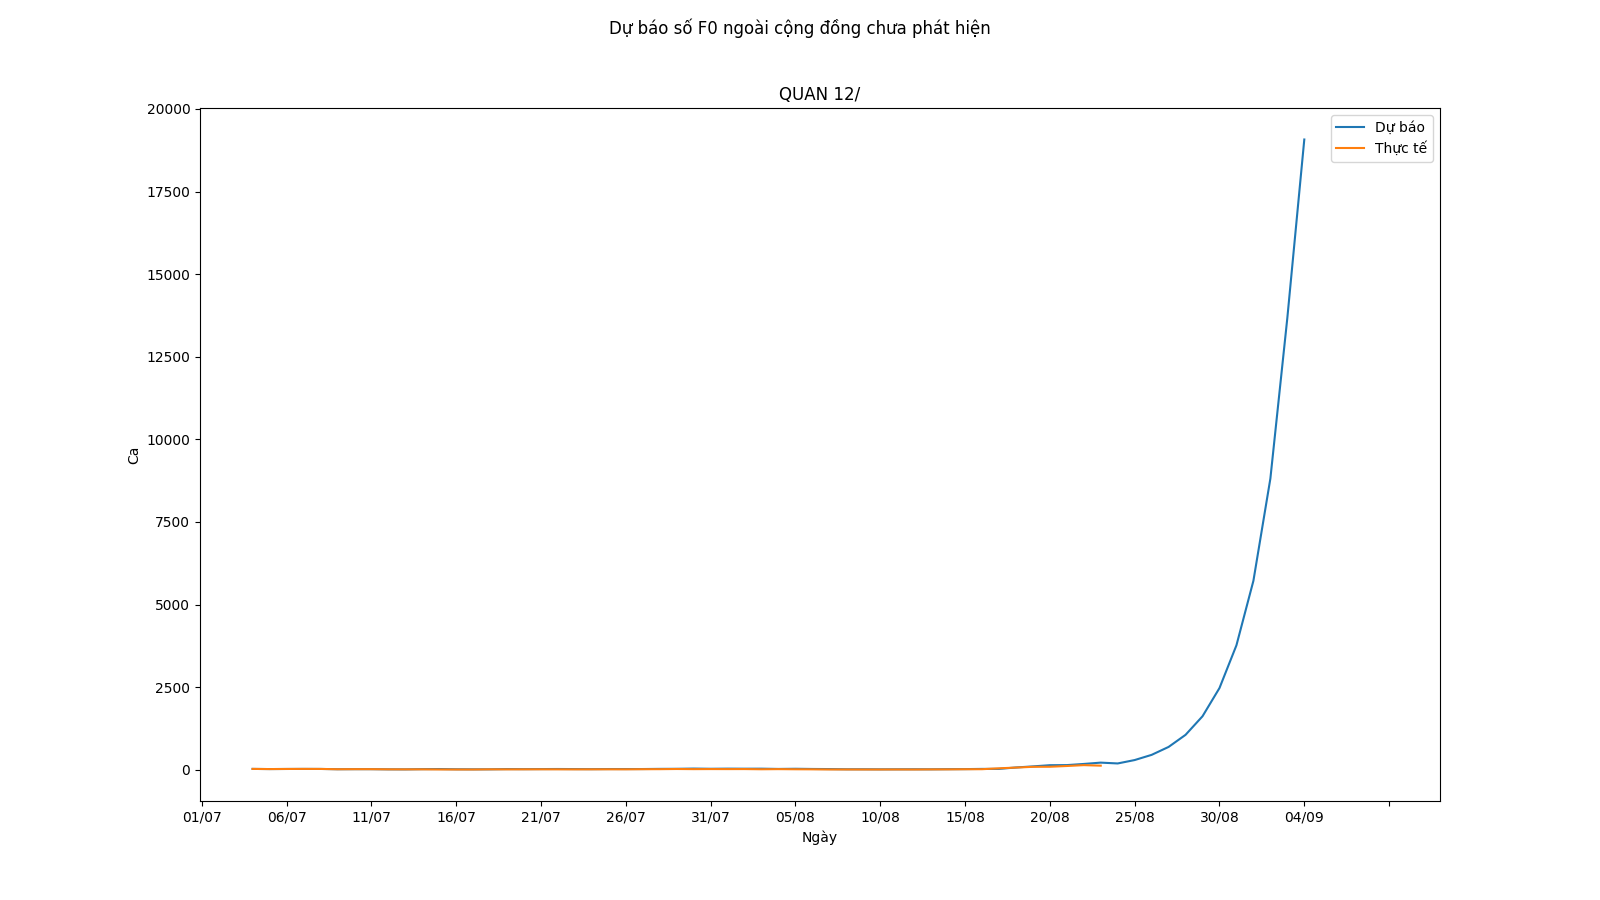 Dự báo số F0 ngoài cộng đồng chưa phát hiện
QUAN 12/
20000
17500
15000
12500
10000
7500
5000
2500
0
Ca
Dự báo
Thực tế
01/07 06/07 11/07 16/07 21/07 26/07 31/07 05/08 10/08 15/08 20/08 25/08 30/08 04/09
Ngày